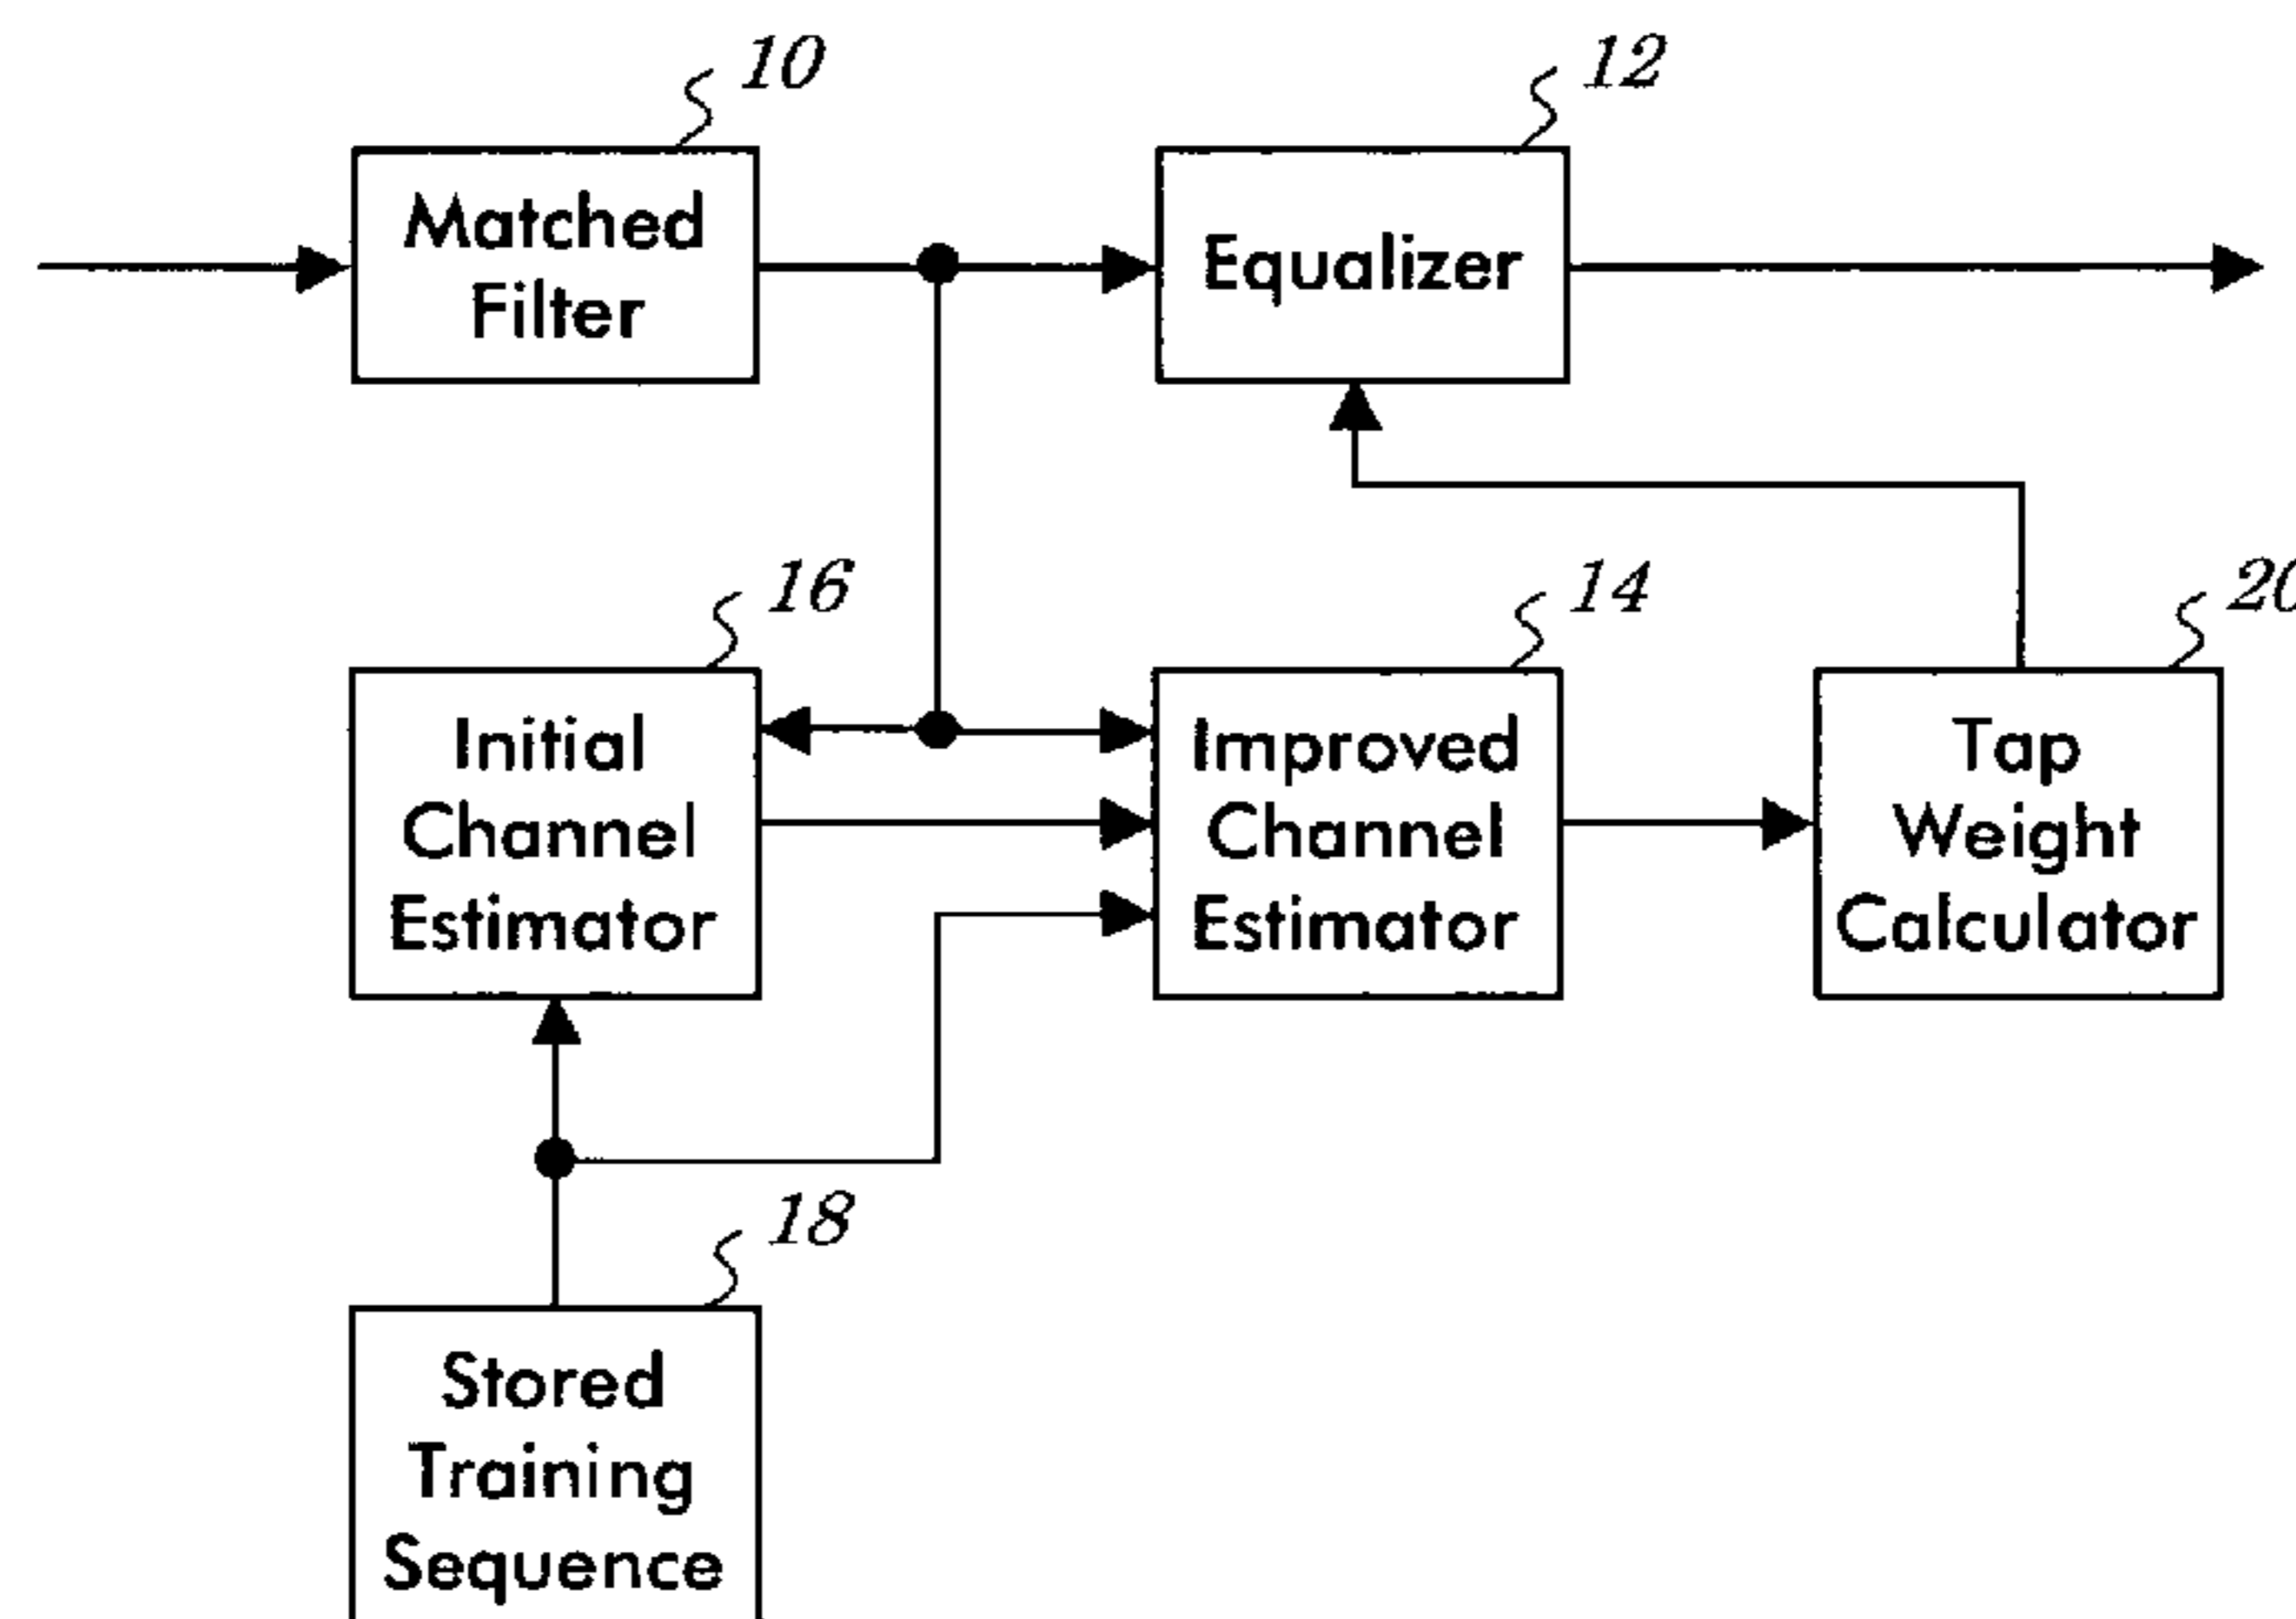 10
Matched
Filter
12
Equalizer
16
Initial
Channel
Estimator
14
Improved
Channel
Estimator
20
Tap
Weight
Calculator
18
Stored
Training
Sequence